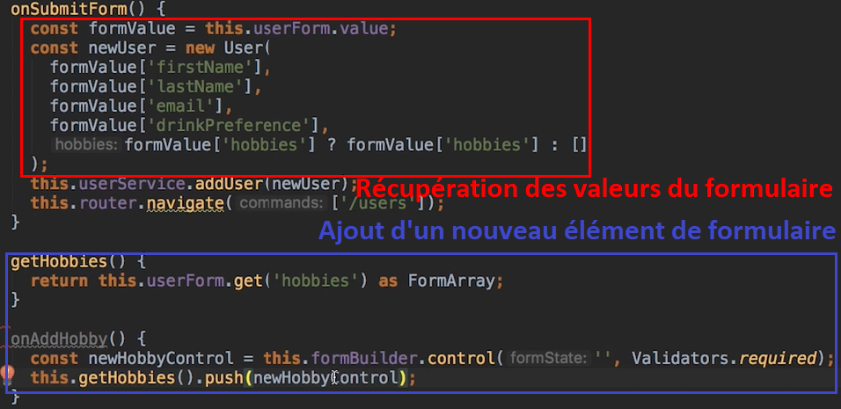 onSubmitForm() {
const formValue = this.userForm.value;
const newUser = new User(
formValue['firstName'],
formValue['lastName'],
formValue['email'],
formValue['drinkPreference'],
hobbies: formValue['hobbies'] ? formValue['hobbies'] : []
);
this.userService.addUser(newUser);
Récupération des valeurs du formulaire
this.router.navigate( commands: ['/users']);
}
Ajout d'un nouveau élément de formulaire
getHobbies() {
return this.userForm.get('hobbies') as FormArray;
}
onAddHobby() {
const newHobbyControl = this.formBuilder.control( formState: '', Validators.required);
this.getHobbies().push(newHobbyControl);
}